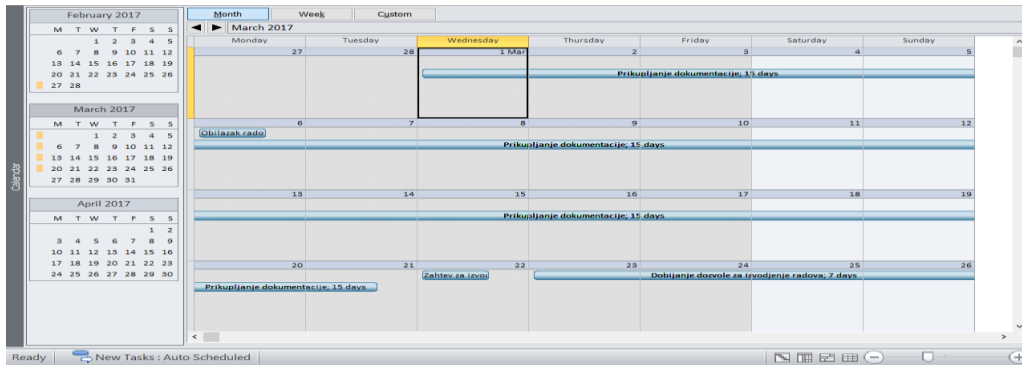 Calendar
February 2017
M T W T F S S
1 2 3 4 5
6 7 8 9 10 11 12
13 14 15 16 17 18 19
20 21 22 23 24 25 26
27 28
March 2017
M T W T F S S
1 2 3 4 5
6 7 8 9 10 11 12
13 14 15 16 17 18 19
20 21 22 23 24 25 26
27 28 29 30 31
April 2017
M T W T F S S
1 2
3 4 5 6 7 8 9
10 11 12 13 14 15 16
17 18 19 20 21 22 23
24 25 26 27 28 29 30
Month Week Custom
March 2017
Monday Tuesday Wednesday Thursday Friday Saturday Sunday
27 28 1 Mar 2 3 4 5
Prikupljanje dokumentacije; 15 days
6 7 8 9 10 11 12
Obilazak rado
Prikupljanje dokumentacije; 15 days
13 14 15 16 17 18 19
Prikupljanje dokumentacije; 15 days
20 21 22 23 24 25 26
Zahtev za izvoi Dobijanje dozvole za izvodjenje radova; 7 days
Prikupljanje dokumentacije; 15 days
Ready New Tasks : Auto Scheduled